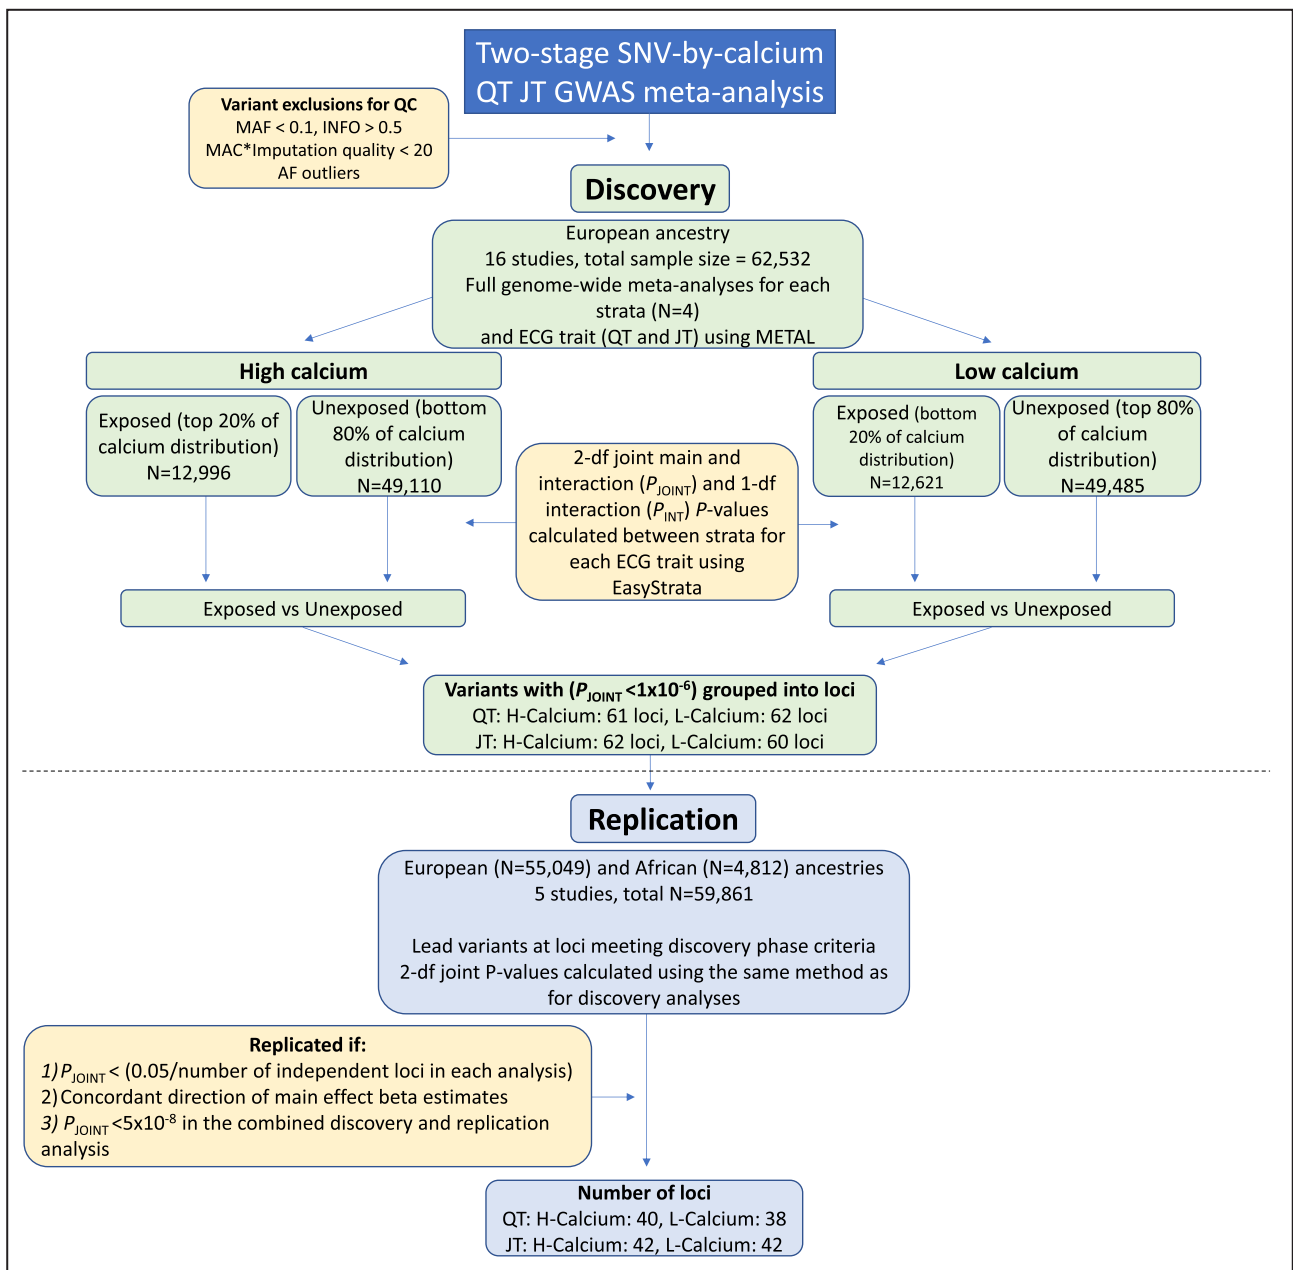 Two-stage SNV-by-calcium
QT JT GWAS meta-analysis
Variant exclusions for QC
MAF < 0.1, INFO > 0.5
MAC*Imputation quality < 20
AF outliers
Discovery
European ancestry
16 studies, total sample size = 62,532
Full genome-wide meta-analyses for each
strata (N=4)
and ECG trait (QT and JT) using METAL
High calcium
Exposed (top 20% of
calcium distribution)
N=12,996
Unexposed (bottom
80% of calcium
distribution)
N=49,110
Low calcium
Exposed (bottom
20% of calcium
distribution)
N=12,621
Unexposed (top 80%
of calcium
distribution)
N=49,485
2-df joint main and
interaction (P_JOINT) and 1-df
interaction (P_INT) P-values
calculated between strata for
each ECG trait using
EasyStrata
Exposed vs Unexposed
Exposed vs Unexposed
Variants with (P_JOINT <1x10⁻⁶) grouped into loci
QT: H-Calcium: 61 loci, L-Calcium: 62 loci
JT: H-Calcium: 62 loci, L-Calcium: 60 loci
Replication
European (N=55,049) and African (N=4,812) ancestries
5 studies, total N=59,861
Lead variants at loci meeting discovery phase criteria
2-df joint P-values calculated using the same method as
for discovery analyses
Replicated if:
1) P_JOINT < (0.05/number of independent loci in each analysis)
2) Concordant direction of main effect beta estimates
3) P_JOINT <5x10⁻⁸ in the combined discovery and replication
analysis
Number of loci
QT: H-Calcium: 40, L-Calcium: 38
JT: H-Calcium: 42, L-Calcium: 42